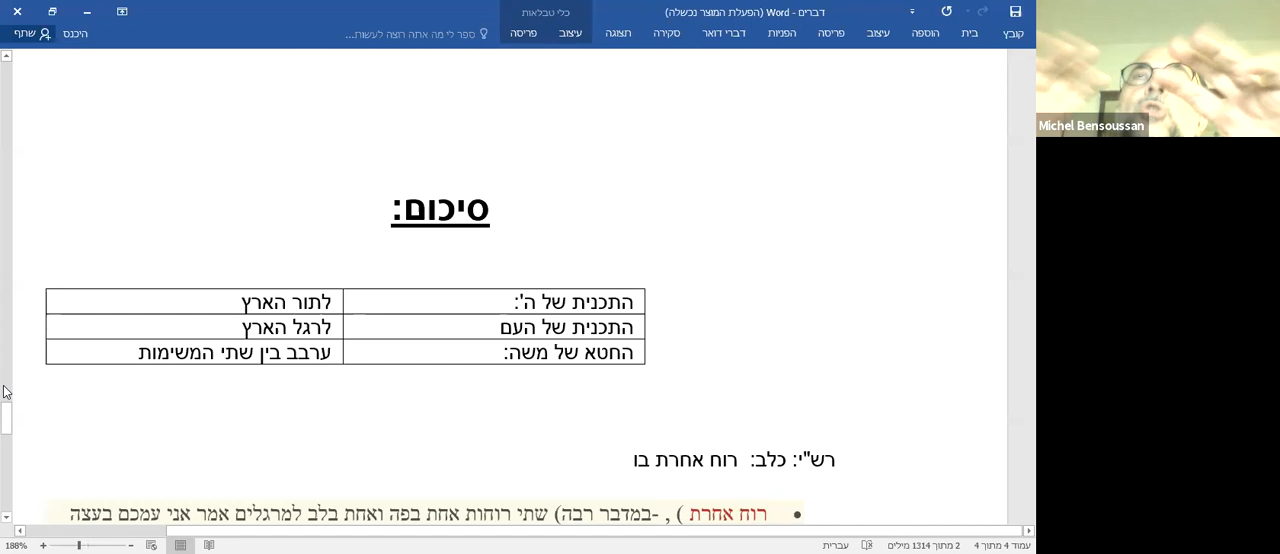 דברים - Word (הפעלת המוצר נכשלה)
כלי טבלאות
קובץ
בית
הוספה
עיצוב
פריסה
הפניות
דברי דואר
סקירה
תצוגה
עיצוב
פריסה
ספר לי מה אתה רוצה לעשות...
היכנס
שתף
Michel Bensoussan
סיכום:
התכנית של ה': לתור הארץ
התכנית של העם לרגל הארץ
החטא של משה: ערבב בין שתי המשימות
רש"י: כלב: רוח אחרת בו
• רוח אחרת ) , -במדבר רבה) שתי רוחות אחת בפה ואחת בלב למרגלים אמר אני עמכם בעצה
עמוד 4 מתוך 4
2 מתוך 1314 מילים
עברית
188%